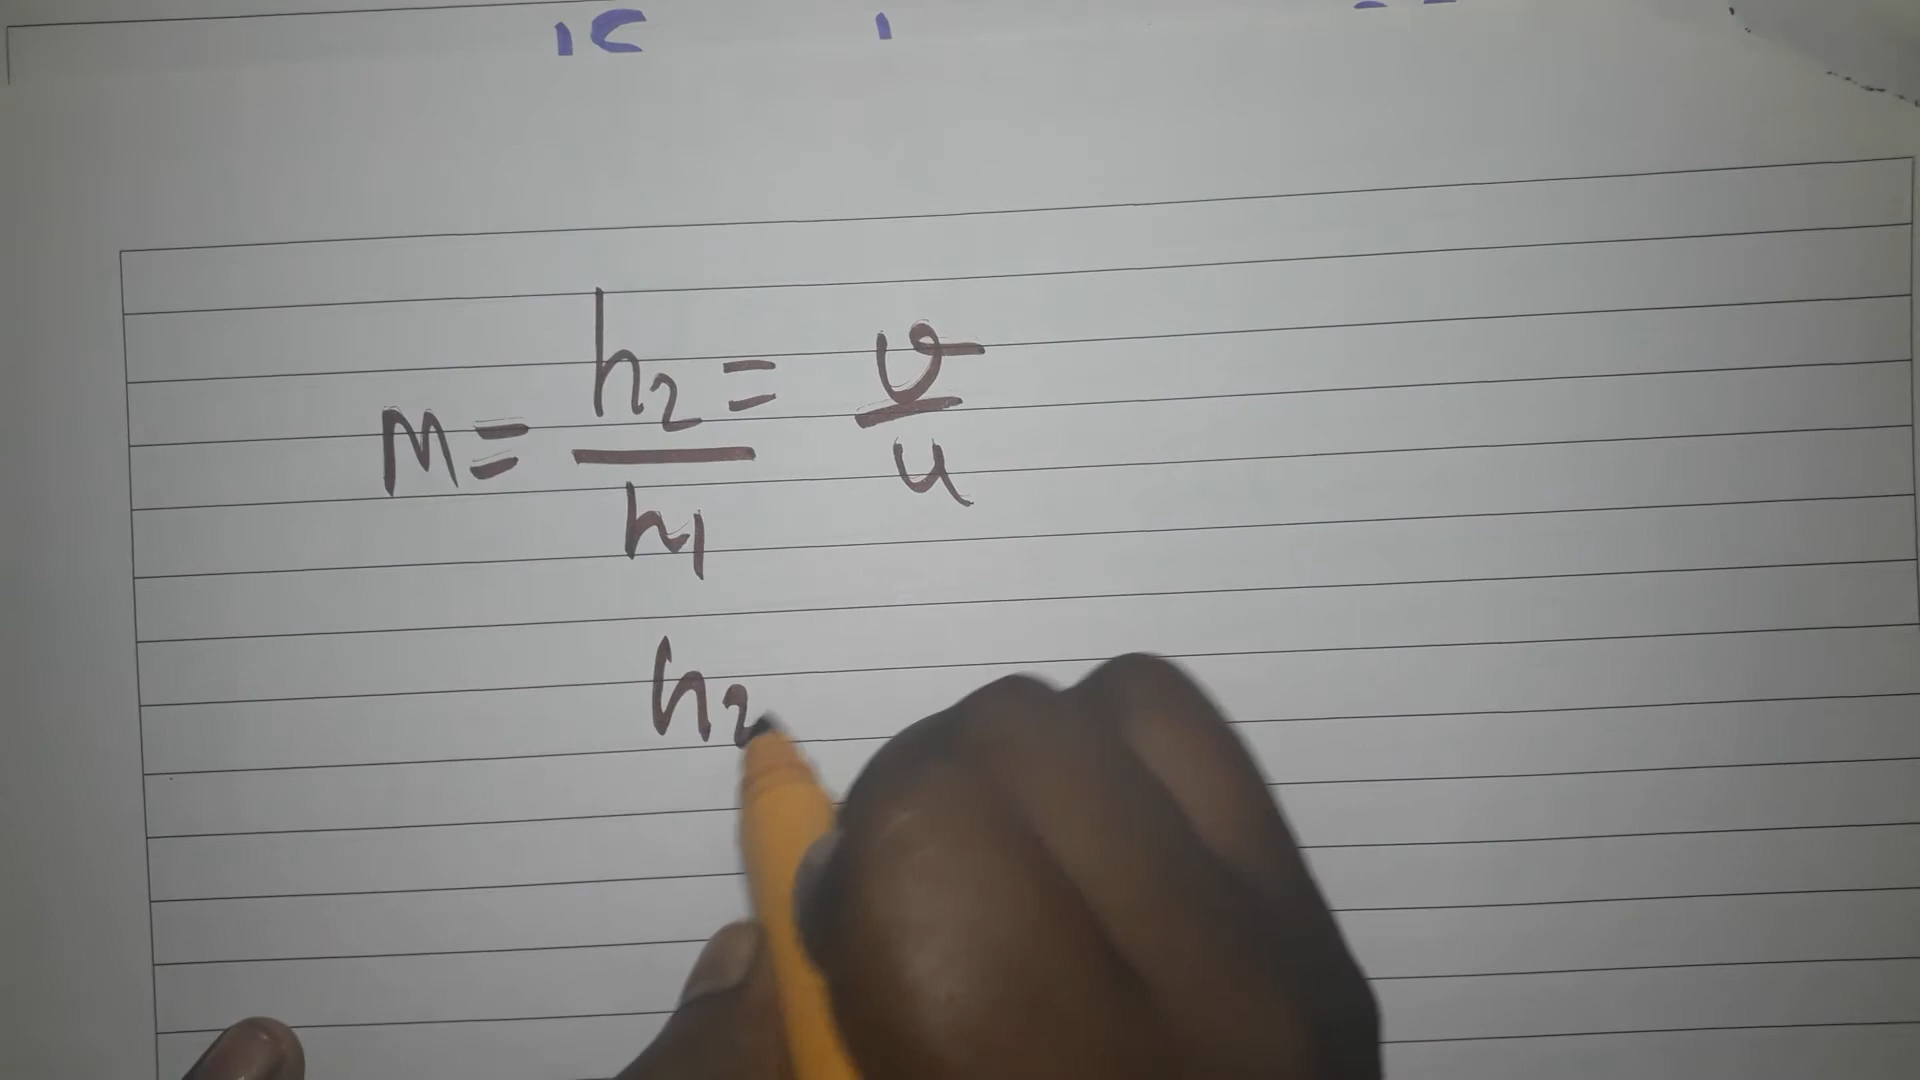 M = h2/h1 = v/u
h2